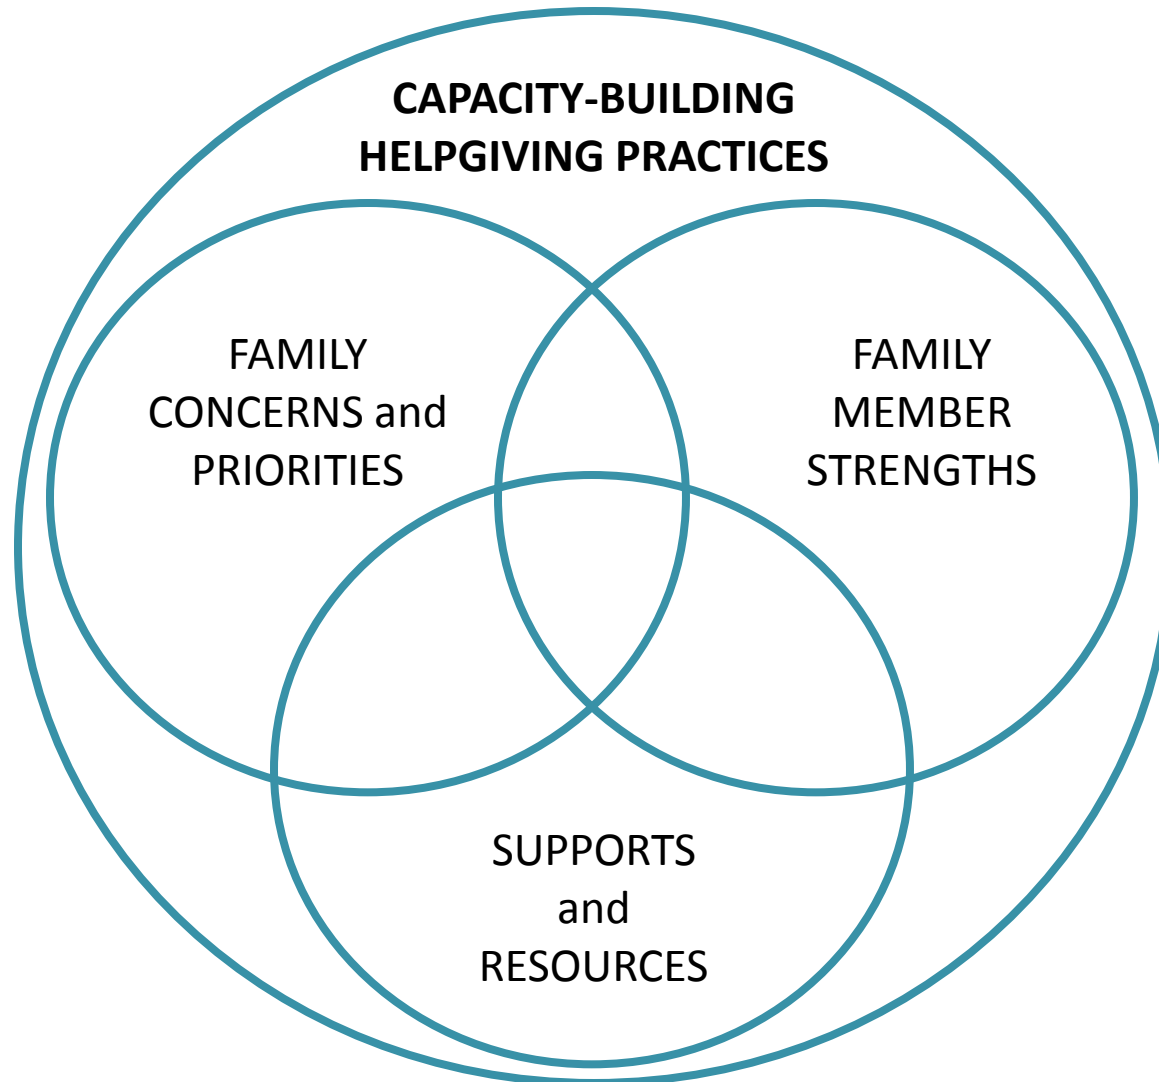 CAPACITY-BUILDING
HELPGIVING PRACTICES
FAMILY
CONCERNS and
PRIORITIES
FAMILY
MEMBER
STRENGTHS
SUPPORTS
and
RESOURCES